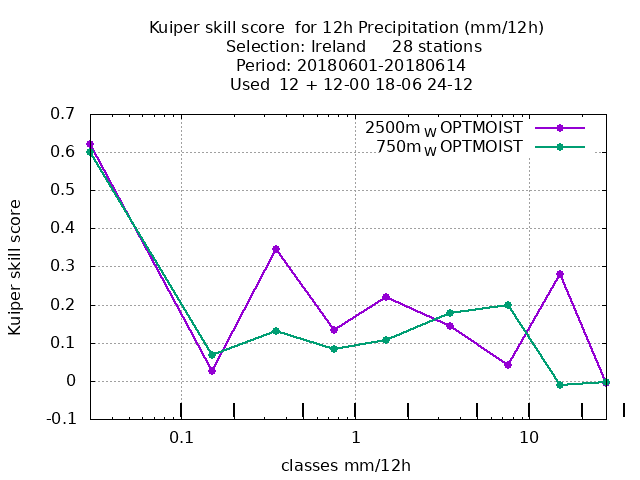 Kuiper skill score  for 12h Precipitation (mm/12h)
Selection: Ireland     28 stations
Period: 20180601-20180614
Used  12 + 12-00 18-06 24-12
2500m W OPTMOIST
750m W OPTMOIST
0.7
0.6
0.5
0.4
0.3
0.2
0.1
0
-0.1
Kuiper skill score
0.1 1 10
classes mm/12h